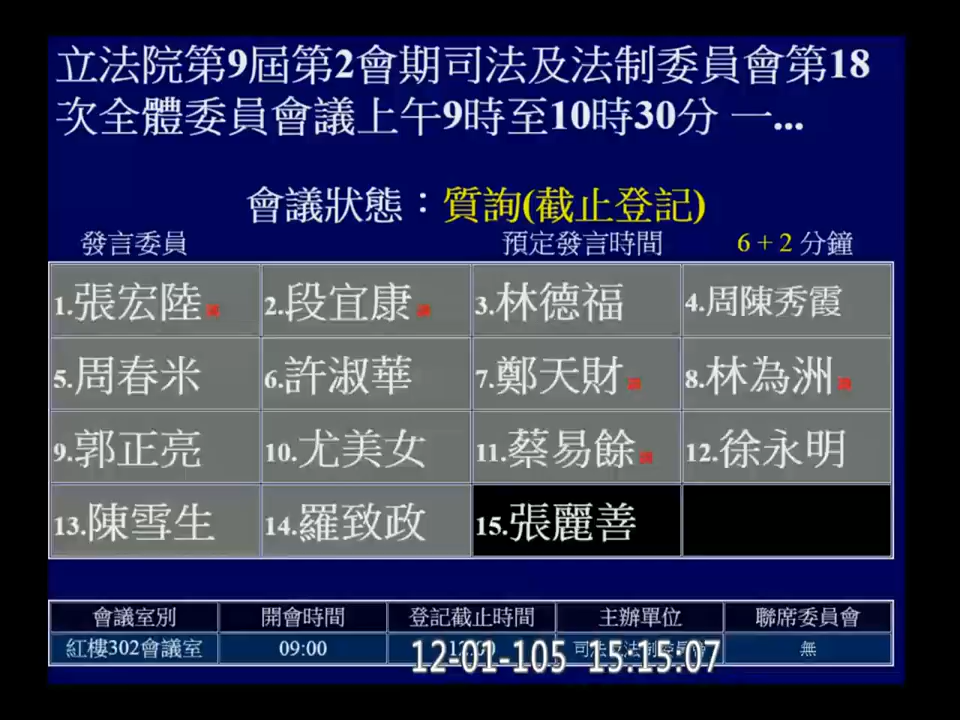 立法院第9屆第2會期司法及法制委員會第18
次全體委員會議上午9時至10時30分 一...
會議狀態：質詢(截止登記)
發言委員 預定發言時間 6 + 2 分鐘
1.張宏陸 2.段宜康 3.林德福 4.周陳秀霞
5.周春米 6.許淑華 7.鄭天財 8.林為洲
9.郭正亮 10.尤美女 11.蔡易餘 12.徐永明
13.陳雪生 14.羅致政 15.張麗善
會議室別 開會時間 登記截止時間 主辦單位 聯席委員會
紅樓302會議室 09:00 無
12-01-105 15:15:07